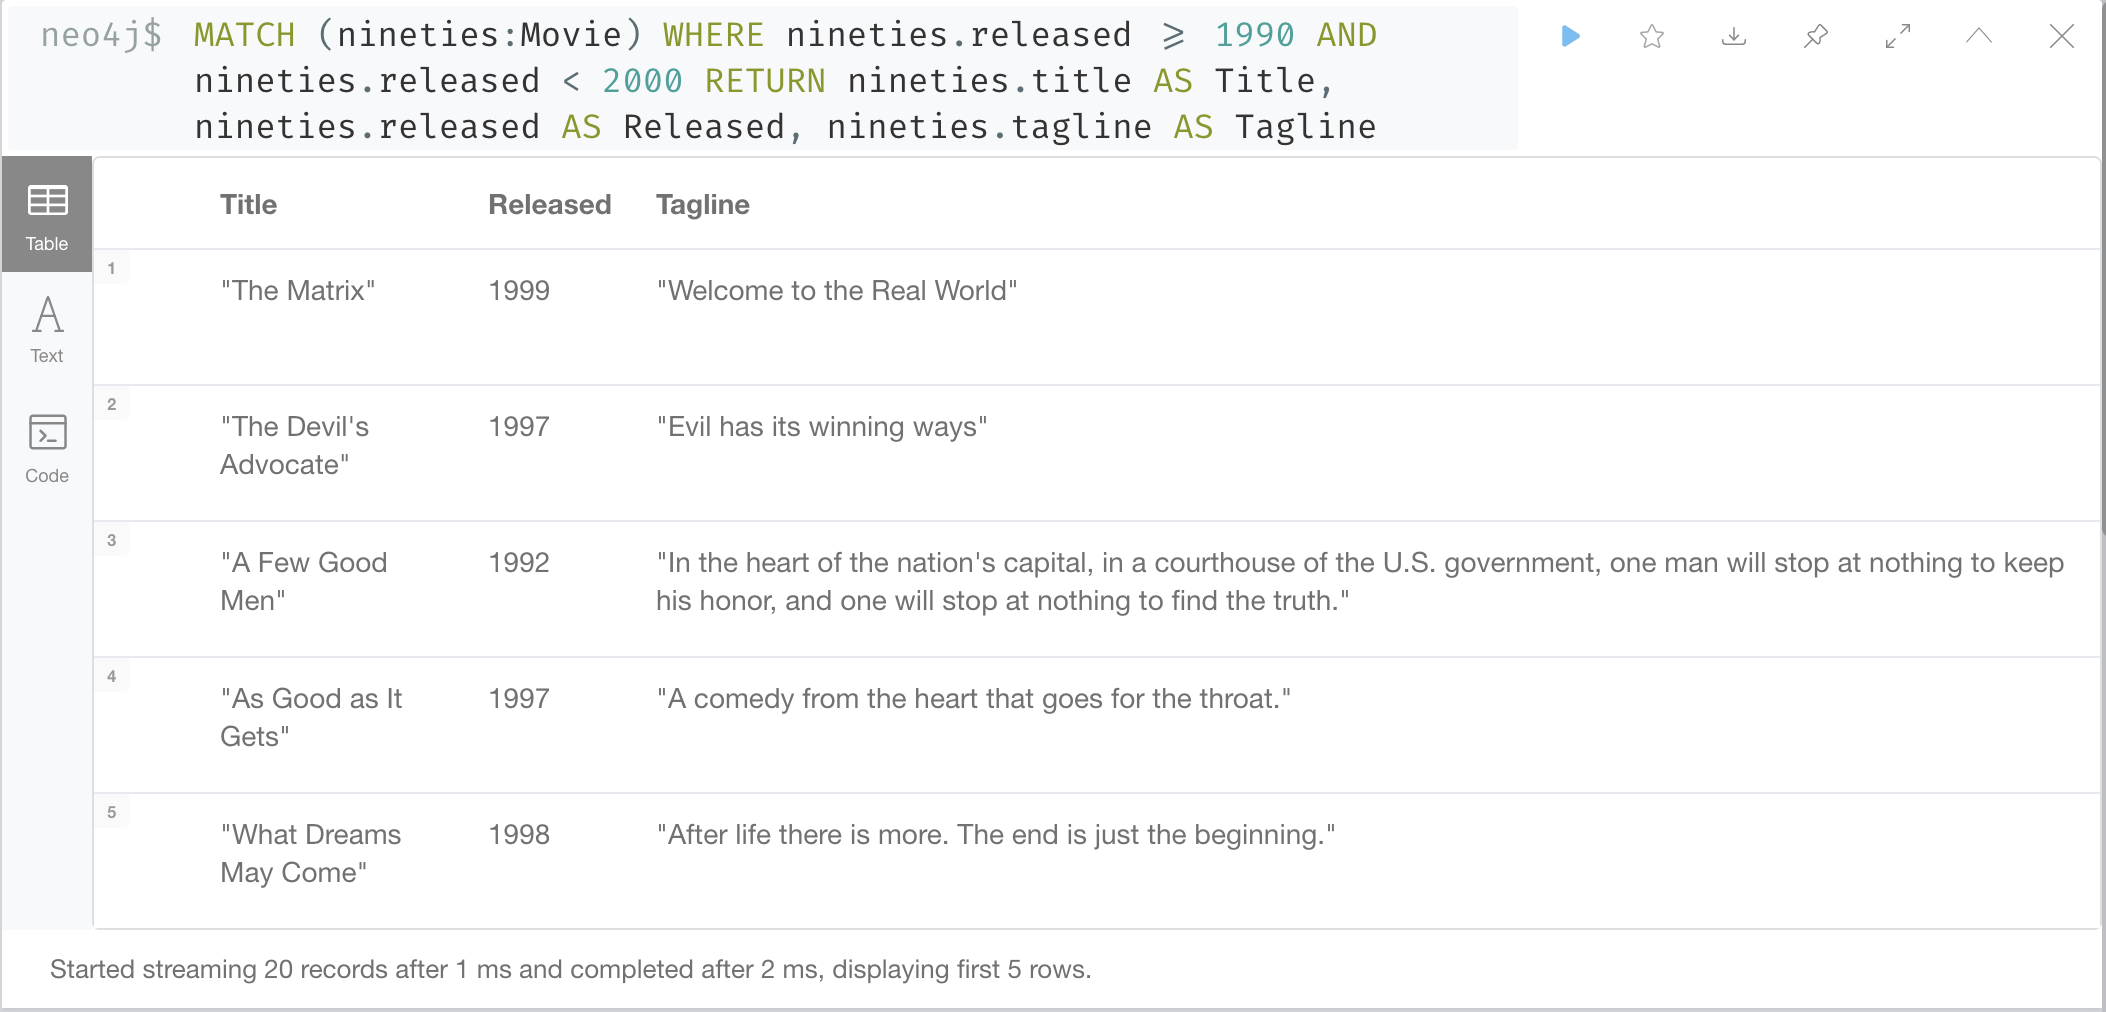 neo4j$ MATCH (nineties:Movie) WHERE nineties.released ≥ 1990 AND
nineties.released < 2000 RETURN nineties.title AS Title,
nineties.released AS Released, nineties.tagline AS Tagline
Table
Text
Code
Title Released Tagline
1
"The Matrix" 1999 "Welcome to the Real World"
2
"The Devil's 1997 "Evil has its winning ways"
Advocate"
3
"A Few Good 1992 "In the heart of the nation's capital, in a courthouse of the U.S. government, one man will stop at nothing to keep
Men" his honor, and one will stop at nothing to find the truth."
4
"As Good as It 1997 "A comedy from the heart that goes for the throat."
Gets"
5
"What Dreams 1998 "After life there is more. The end is just the beginning."
May Come"
Started streaming 20 records after 1 ms and completed after 2 ms, displaying first 5 rows.